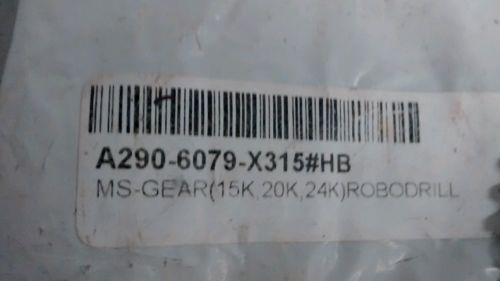 A290-6079-X315#HB
MS-GEAR(15K,20K,24K)ROBODRILL